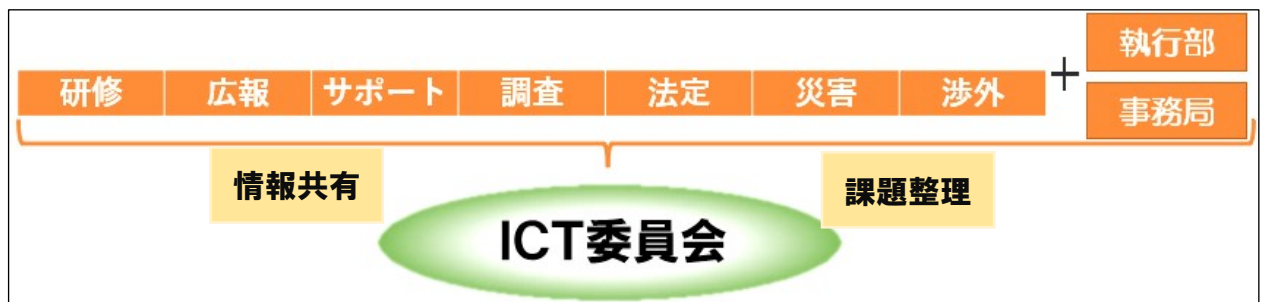 執行部
研修 広報 サポート 調査 法定 災害 渉外 +
事務局
情報共有 課題整理
ICT委員会